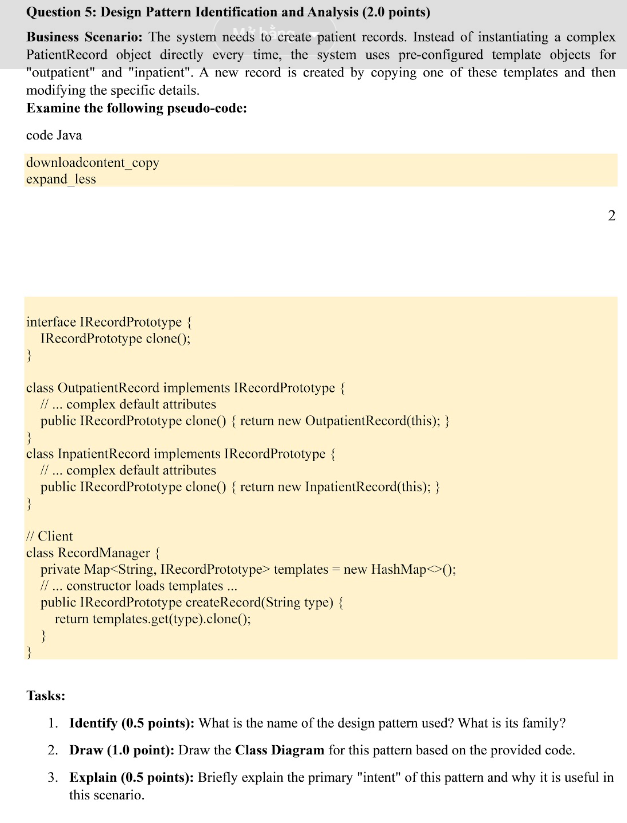 Question 5: Design Pattern Identification and Analysis (2.0 points)
Business Scenario: The system needs to create patient records. Instead of instantiating a complex
PatientRecord object directly every time, the system uses pre-configured template objects for
"outpatient" and "inpatient". A new record is created by copying one of these templates and then
modifying the specific details.
Examine the following pseudo-code:
code Java
downloadcontent_copy
expand_less
2
interface IRecordPrototype {
IRecordPrototype clone();
}
class OutpatientRecord implements IRecordPrototype {
// ... complex default attributes
public IRecordPrototype clone() { return new OutpatientRecord(this); }
}
class InpatientRecord implements IRecordPrototype {
// ... complex default attributes
public IRecordPrototype clone() { return new InpatientRecord(this); }
}
// Client
class RecordManager {
private Map<String, IRecordPrototype> templates = new HashMap<>();
// ... constructor loads templates ...
public IRecordPrototype createRecord(String type) {
return templates.get(type).clone();
}
}
Tasks:
1. Identify (0.5 points): What is the name of the design pattern used? What is its family?
2. Draw (1.0 point): Draw the Class Diagram for this pattern based on the provided code.
3. Explain (0.5 points): Briefly explain the primary "intent" of this pattern and why it is useful in
this scenario.